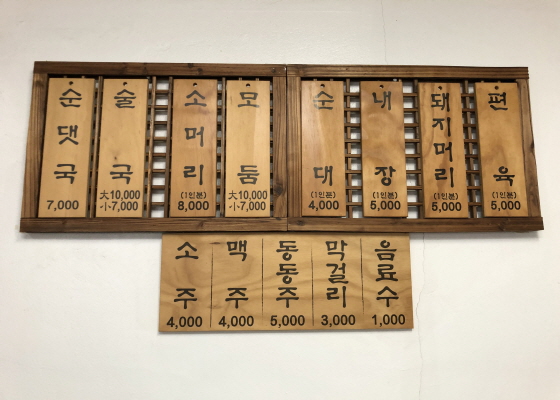 순댓국
7,000
술국
大10,000
小7,000
소머리
(1인분)
8,000
모둠
大10,000
小7,000
순대
(1인분)
4,000
내장
(1인분)
5,000
돼지머리
(1인분)
5,000
편육
(1인분)
5,000
소주
4,000
맥주
4,000
동동주
5,000
막걸리
3,000
음료수
1,000